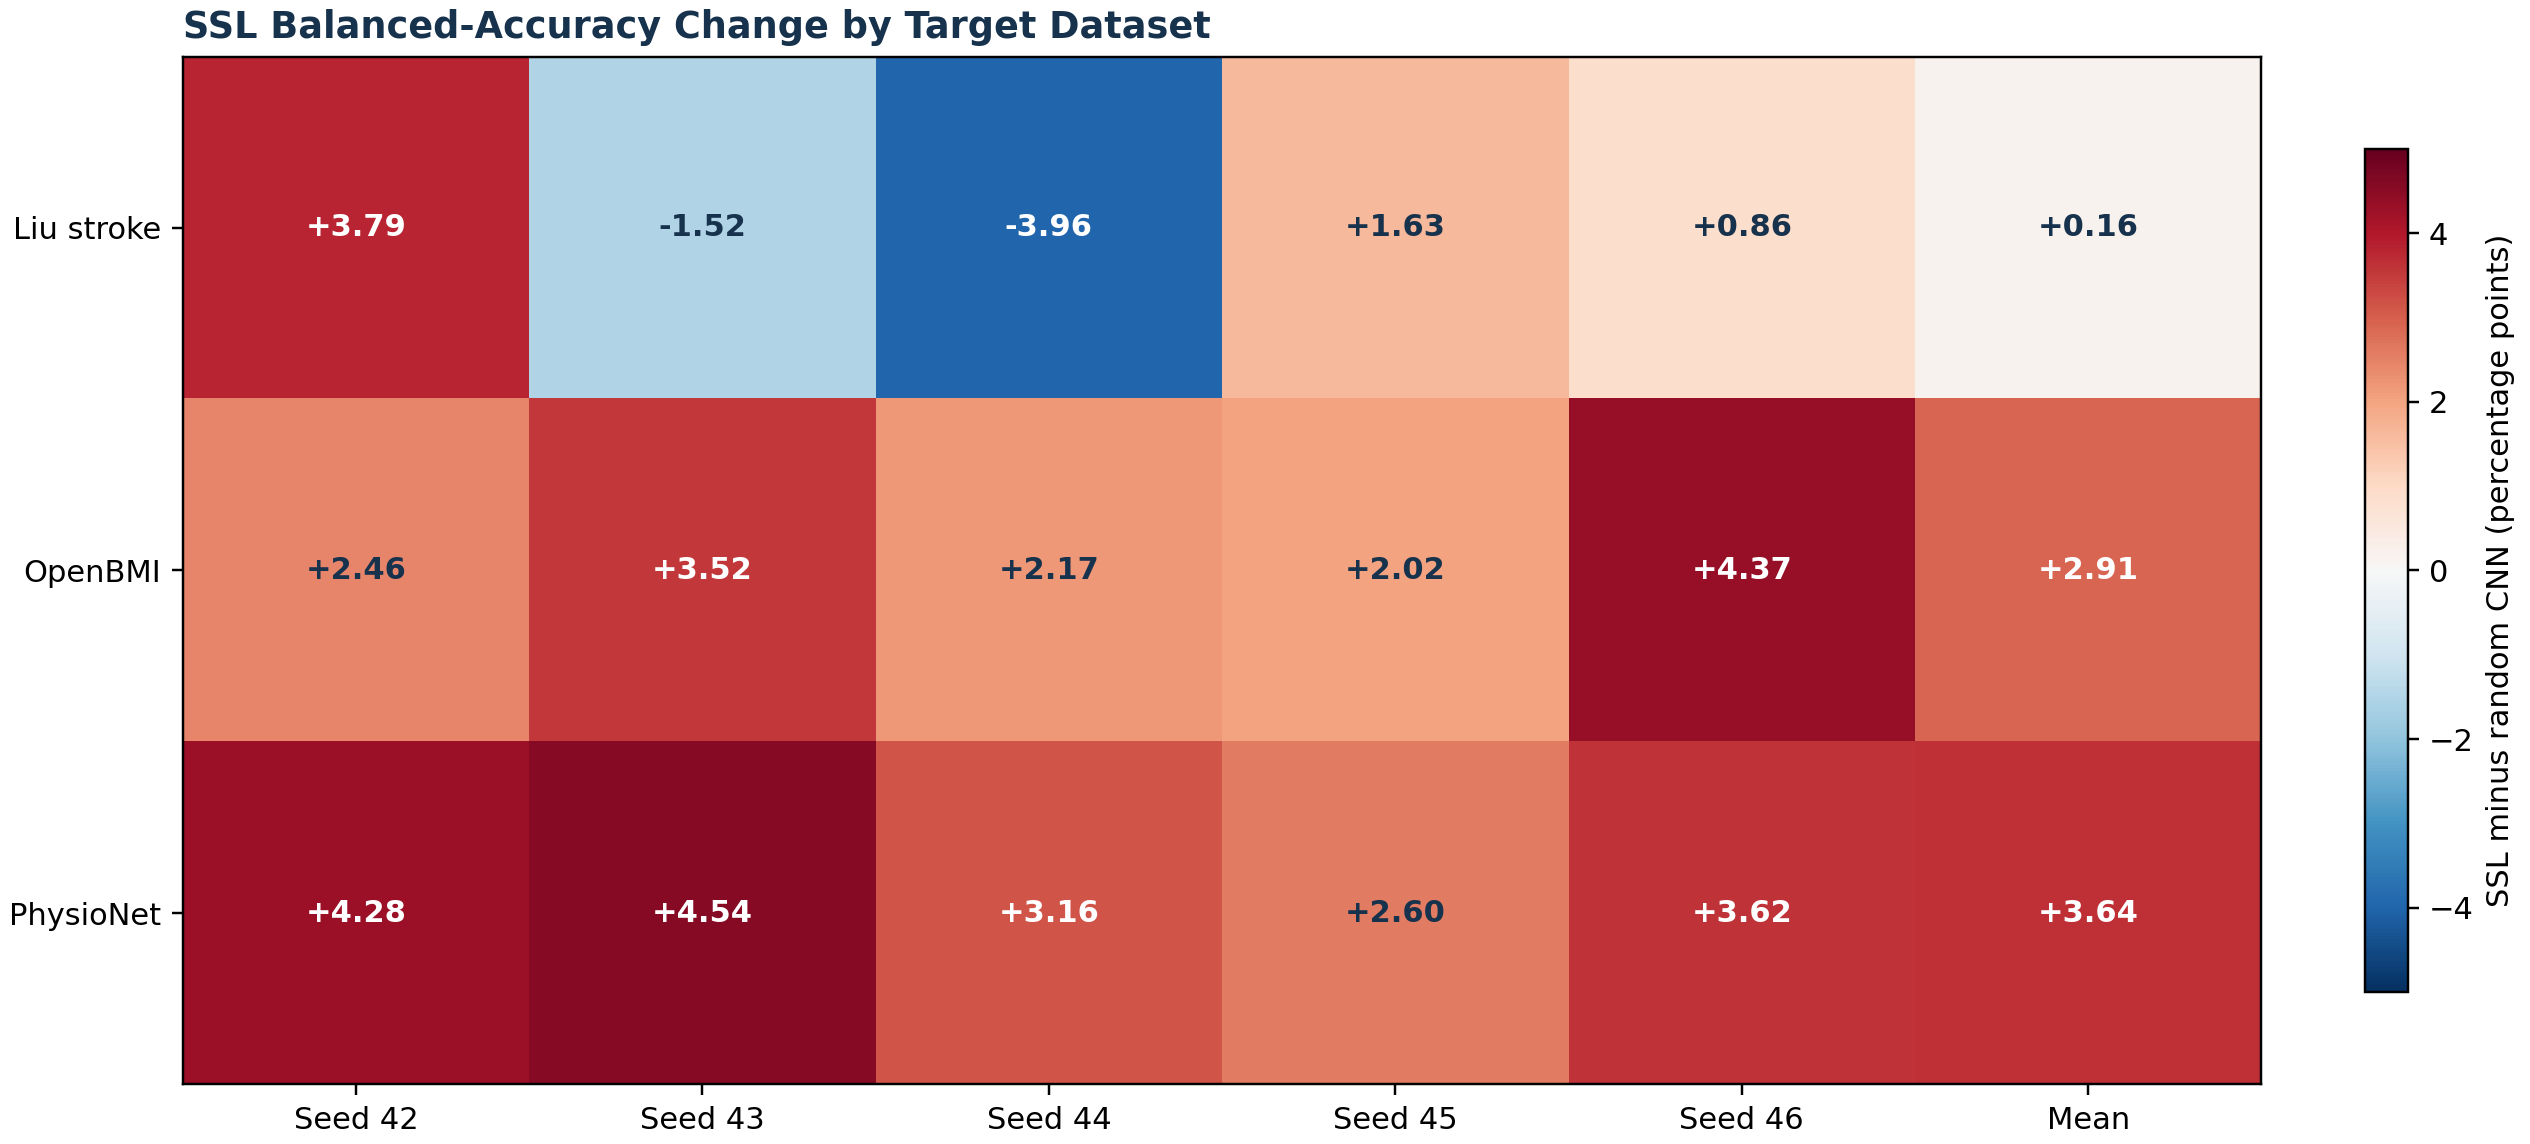 SSL Balanced-Accuracy Change by Target Dataset
Liu stroke +3.79 -1.52 -3.96 +1.63 +0.86 +0.16
OpenBMI +2.46 +3.52 +2.17 +2.02 +4.37 +2.91
PhysioNet +4.28 +4.54 +3.16 +2.60 +3.62 +3.64
Seed 42 Seed 43 Seed 44 Seed 45 Seed 46 Mean
4
2
0
−2
−4
SSL minus random CNN (percentage points)